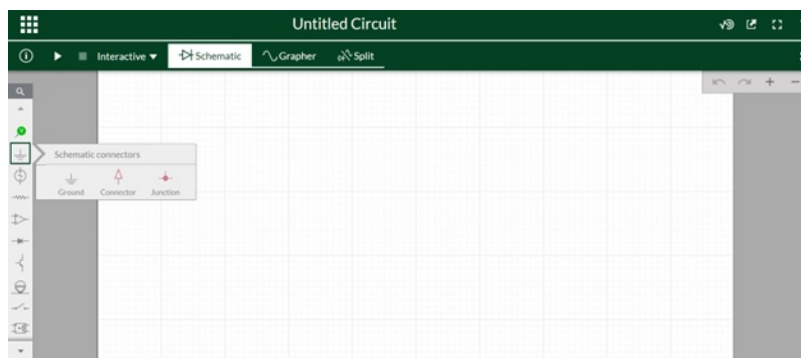 Untitled Circuit
Interactive Schematic Grapher Split
Schematic connectors
Ground Connector Junction